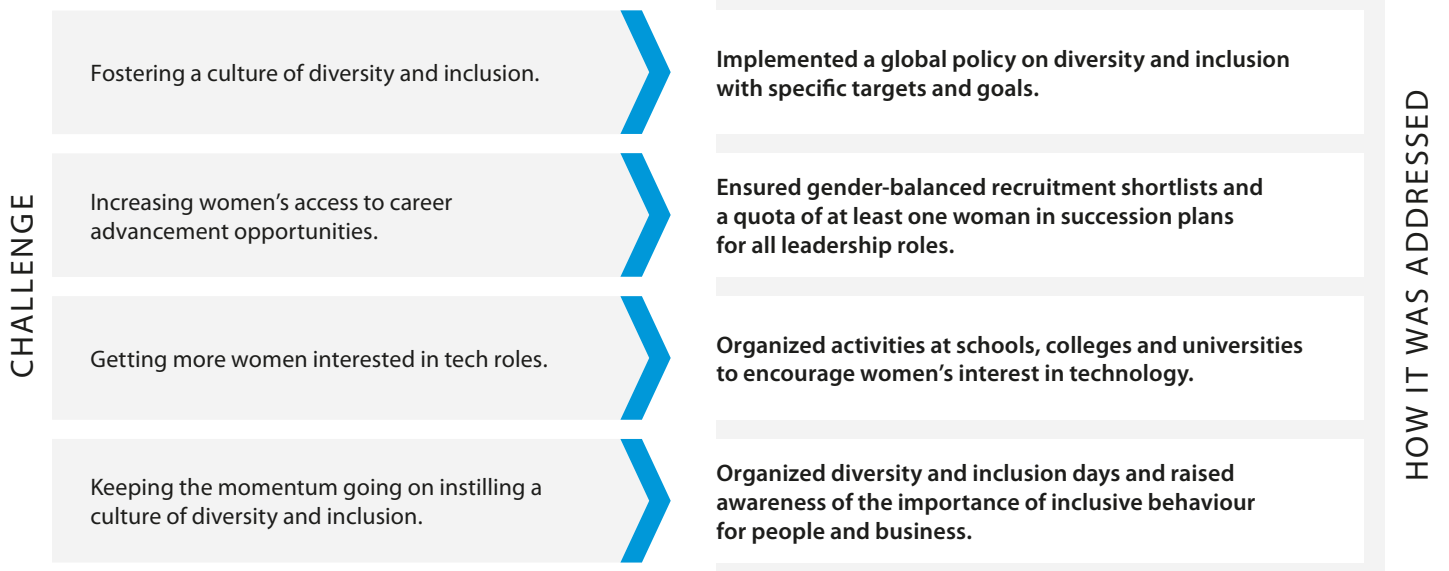 CHALLENGE
HOW IT WAS ADDRESSED
Fostering a culture of diversity and inclusion.
Implemented a global policy on diversity and inclusion
with specific targets and goals.
Increasing women’s access to career
advancement opportunities.
Ensured gender-balanced recruitment shortlists and
a quota of at least one woman in succession plans
for all leadership roles.
Getting more women interested in tech roles.
Organized activities at schools, colleges and universities
to encourage women’s interest in technology.
Keeping the momentum going on instilling a
culture of diversity and inclusion.
Organized diversity and inclusion days and raised
awareness of the importance of inclusive behaviour
for people and business.